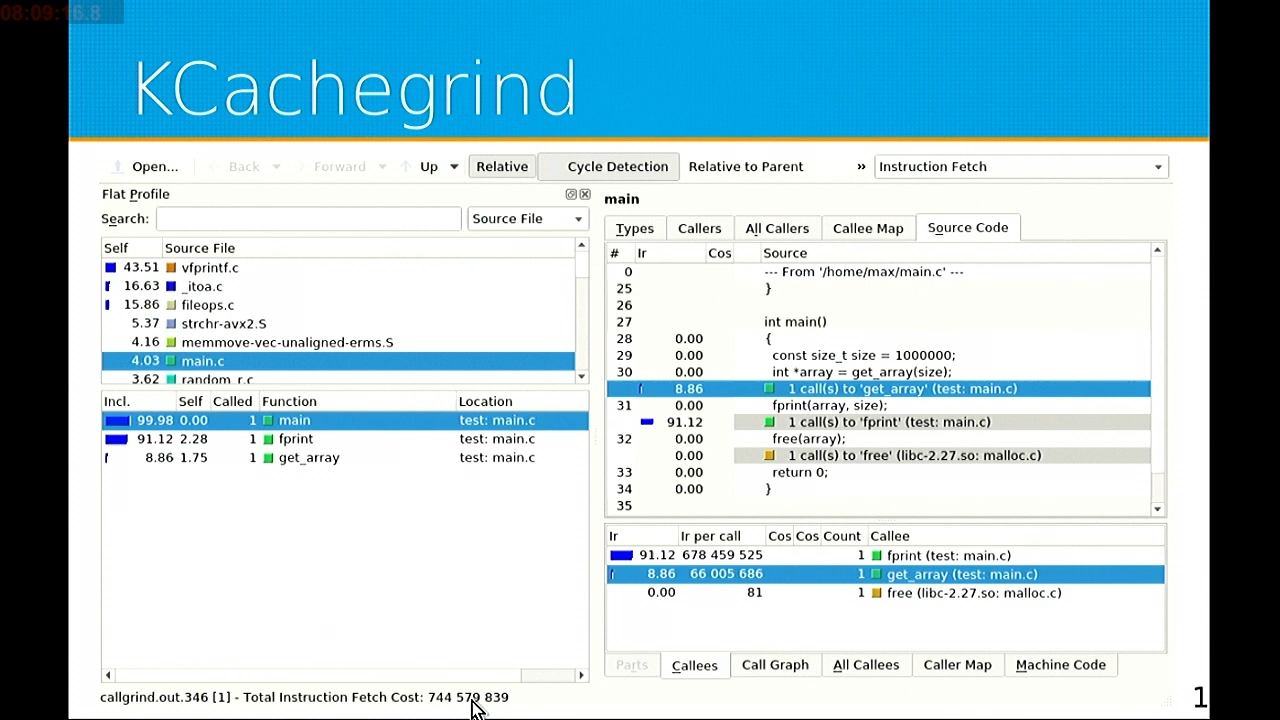 08:09:16.8
KCachegrind
Open... Back Forward Up Relative Cycle Detection Relative to Parent » Instruction Fetch
Flat Profile
Search: Source File
Self Source File
43.51 vfprintf.c
16.63 _itoa.c
15.86 fileops.c
5.37 strchr-avx2.S
4.16 memmove-vec-unaligned-erms.S
4.03 main.c
3.62 random_r.c
Incl. Self Called Function Location
99.98 0.00 1 main test: main.c
91.12 2.28 1 fprint test: main.c
8.86 1.75 1 get_array test: main.c
main
Types Callers All Callers Callee Map Source Code
# Ir Cos Source
0 --- From '/home/max/main.c' ---
25 }
26
27 int main()
28 0.00 {
29 0.00 const size_t size = 1000000;
30 0.00 int *array = get_array(size);
8.86 1 call(s) to 'get_array' (test: main.c)
31 0.00 fprint(array, size);
91.12 1 call(s) to 'fprint' (test: main.c)
32 0.00 free(array);
0.00 1 call(s) to 'free' (libc-2.27.so: malloc.c)
33 0.00 return 0;
34 0.00 }
35
Ir Ir per call Cos Cos Count Callee
91.12 678 459 525 1 fprint (test: main.c)
8.86 66 005 686 1 get_array (test: main.c)
0.00 81 1 free (libc-2.27.so: malloc.c)
Parts Callees Call Graph All Callees Caller Map Machine Code
callgrind.out.346 [1] - Total Instruction Fetch Cost: 744 579 839
1